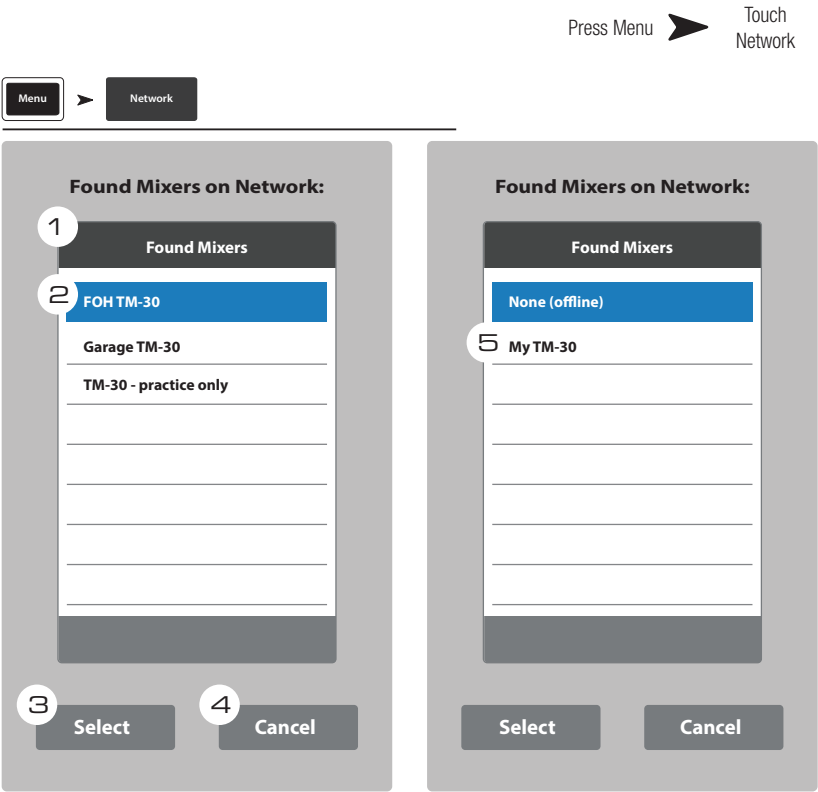 Press Menu
Touch
Network
Menu
Network
Found Mixers on Network:
1
Found Mixers
2
FOH TM-30
Garage TM-30
TM-30 - practice only
3
Select
4
Cancel
Found Mixers on Network:
Found Mixers
None (offline)
5
My TM-30
Select
Cancel